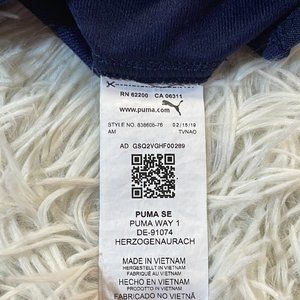 RN 62200 CA 06311
www.puma.com
STYLE NO. 838608-76 02/15/19
AM TVNAO
AD GSQ2VGHF00289
PUMA SE
PUMA WAY 1
DE-91074
HERZOGENAURACH
MADE IN VIETNAM
HERGESTELLT IN VIETNAM
FABRIQUÉ AU VIETNAM
HECHO EN VIETNAM
PRODOTTO IN VIETNAM
FABRICADO NO VIETNÃ